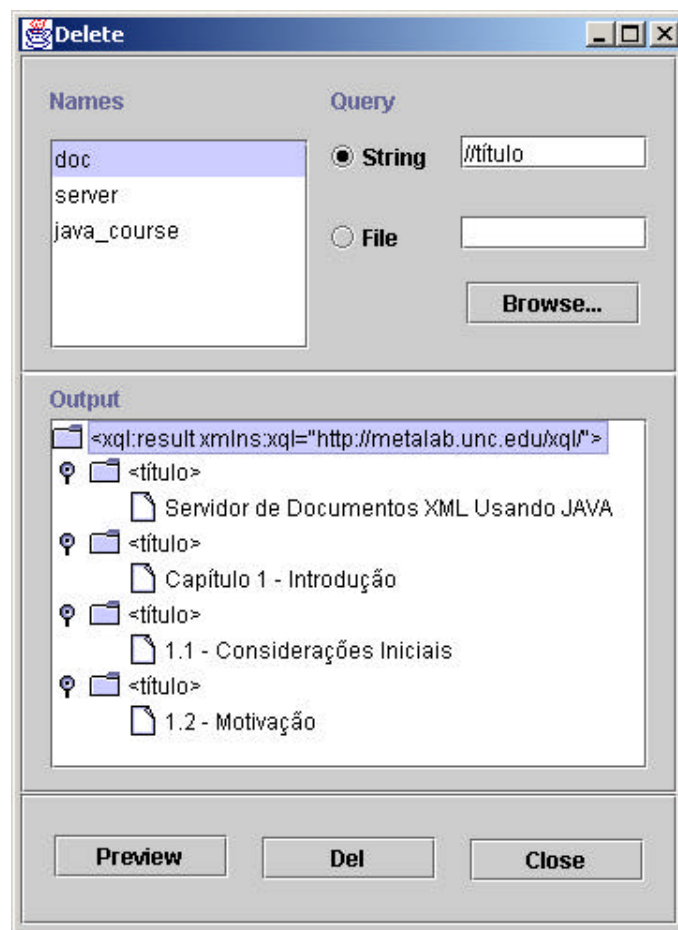 Delete
Names
Query
doc
server
java_course
String
//título
File
Browse...
Output
<xql:result xmlns:xql="http://metalab.unc.edu/xql/">
<título>
Servidor de Documentos XML Usando JAVA
<título>
Capítulo 1 - Introdução
<título>
1.1 - Considerações Iniciais
<título>
1.2 - Motivação
Preview
Del
Close